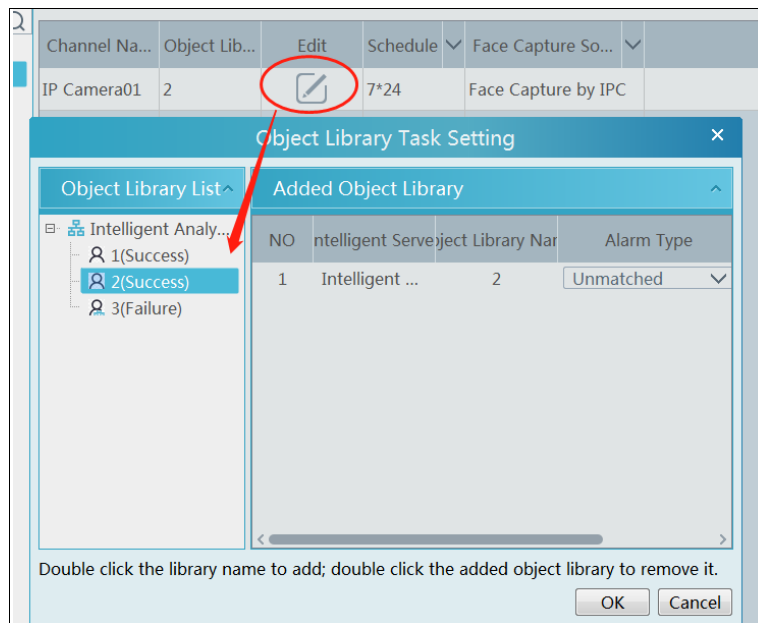 Channel Na... Object Lib... Edit Schedule Face Capture So...
IP Camera01 2 7*24 Face Capture by IPC
Object Library Task Setting
Object Library List Added Object Library
Intelligent Analy...
1(Success)
2(Success)
3(Failure)
NO ntelligent Serve bject Library Nar Alarm Type
1 Intelligent ... 2 Unmatched
Double click the library name to add; double click the added object library to remove it.
OK Cancel